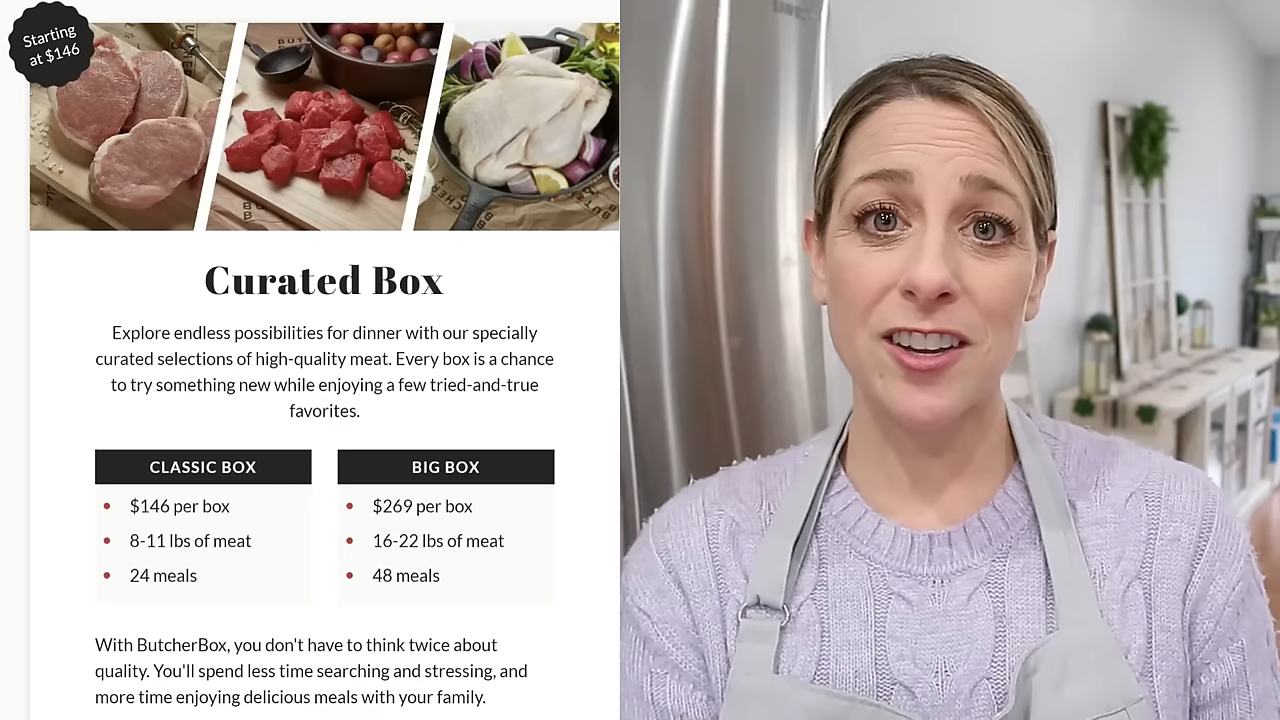 Starting
at $146
Curated Box
Explore endless possibilities for dinner with our specially
curated selections of high-quality meat. Every box is a chance
to try something new while enjoying a few tried-and-true
favorites.
CLASSIC BOX
$146 per box
8-11 lbs of meat
24 meals
BIG BOX
$269 per box
16-22 lbs of meat
48 meals
With ButcherBox, you don't have to think twice about
quality. You'll spend less time searching and stressing, and
more time enjoying delicious meals with your family.